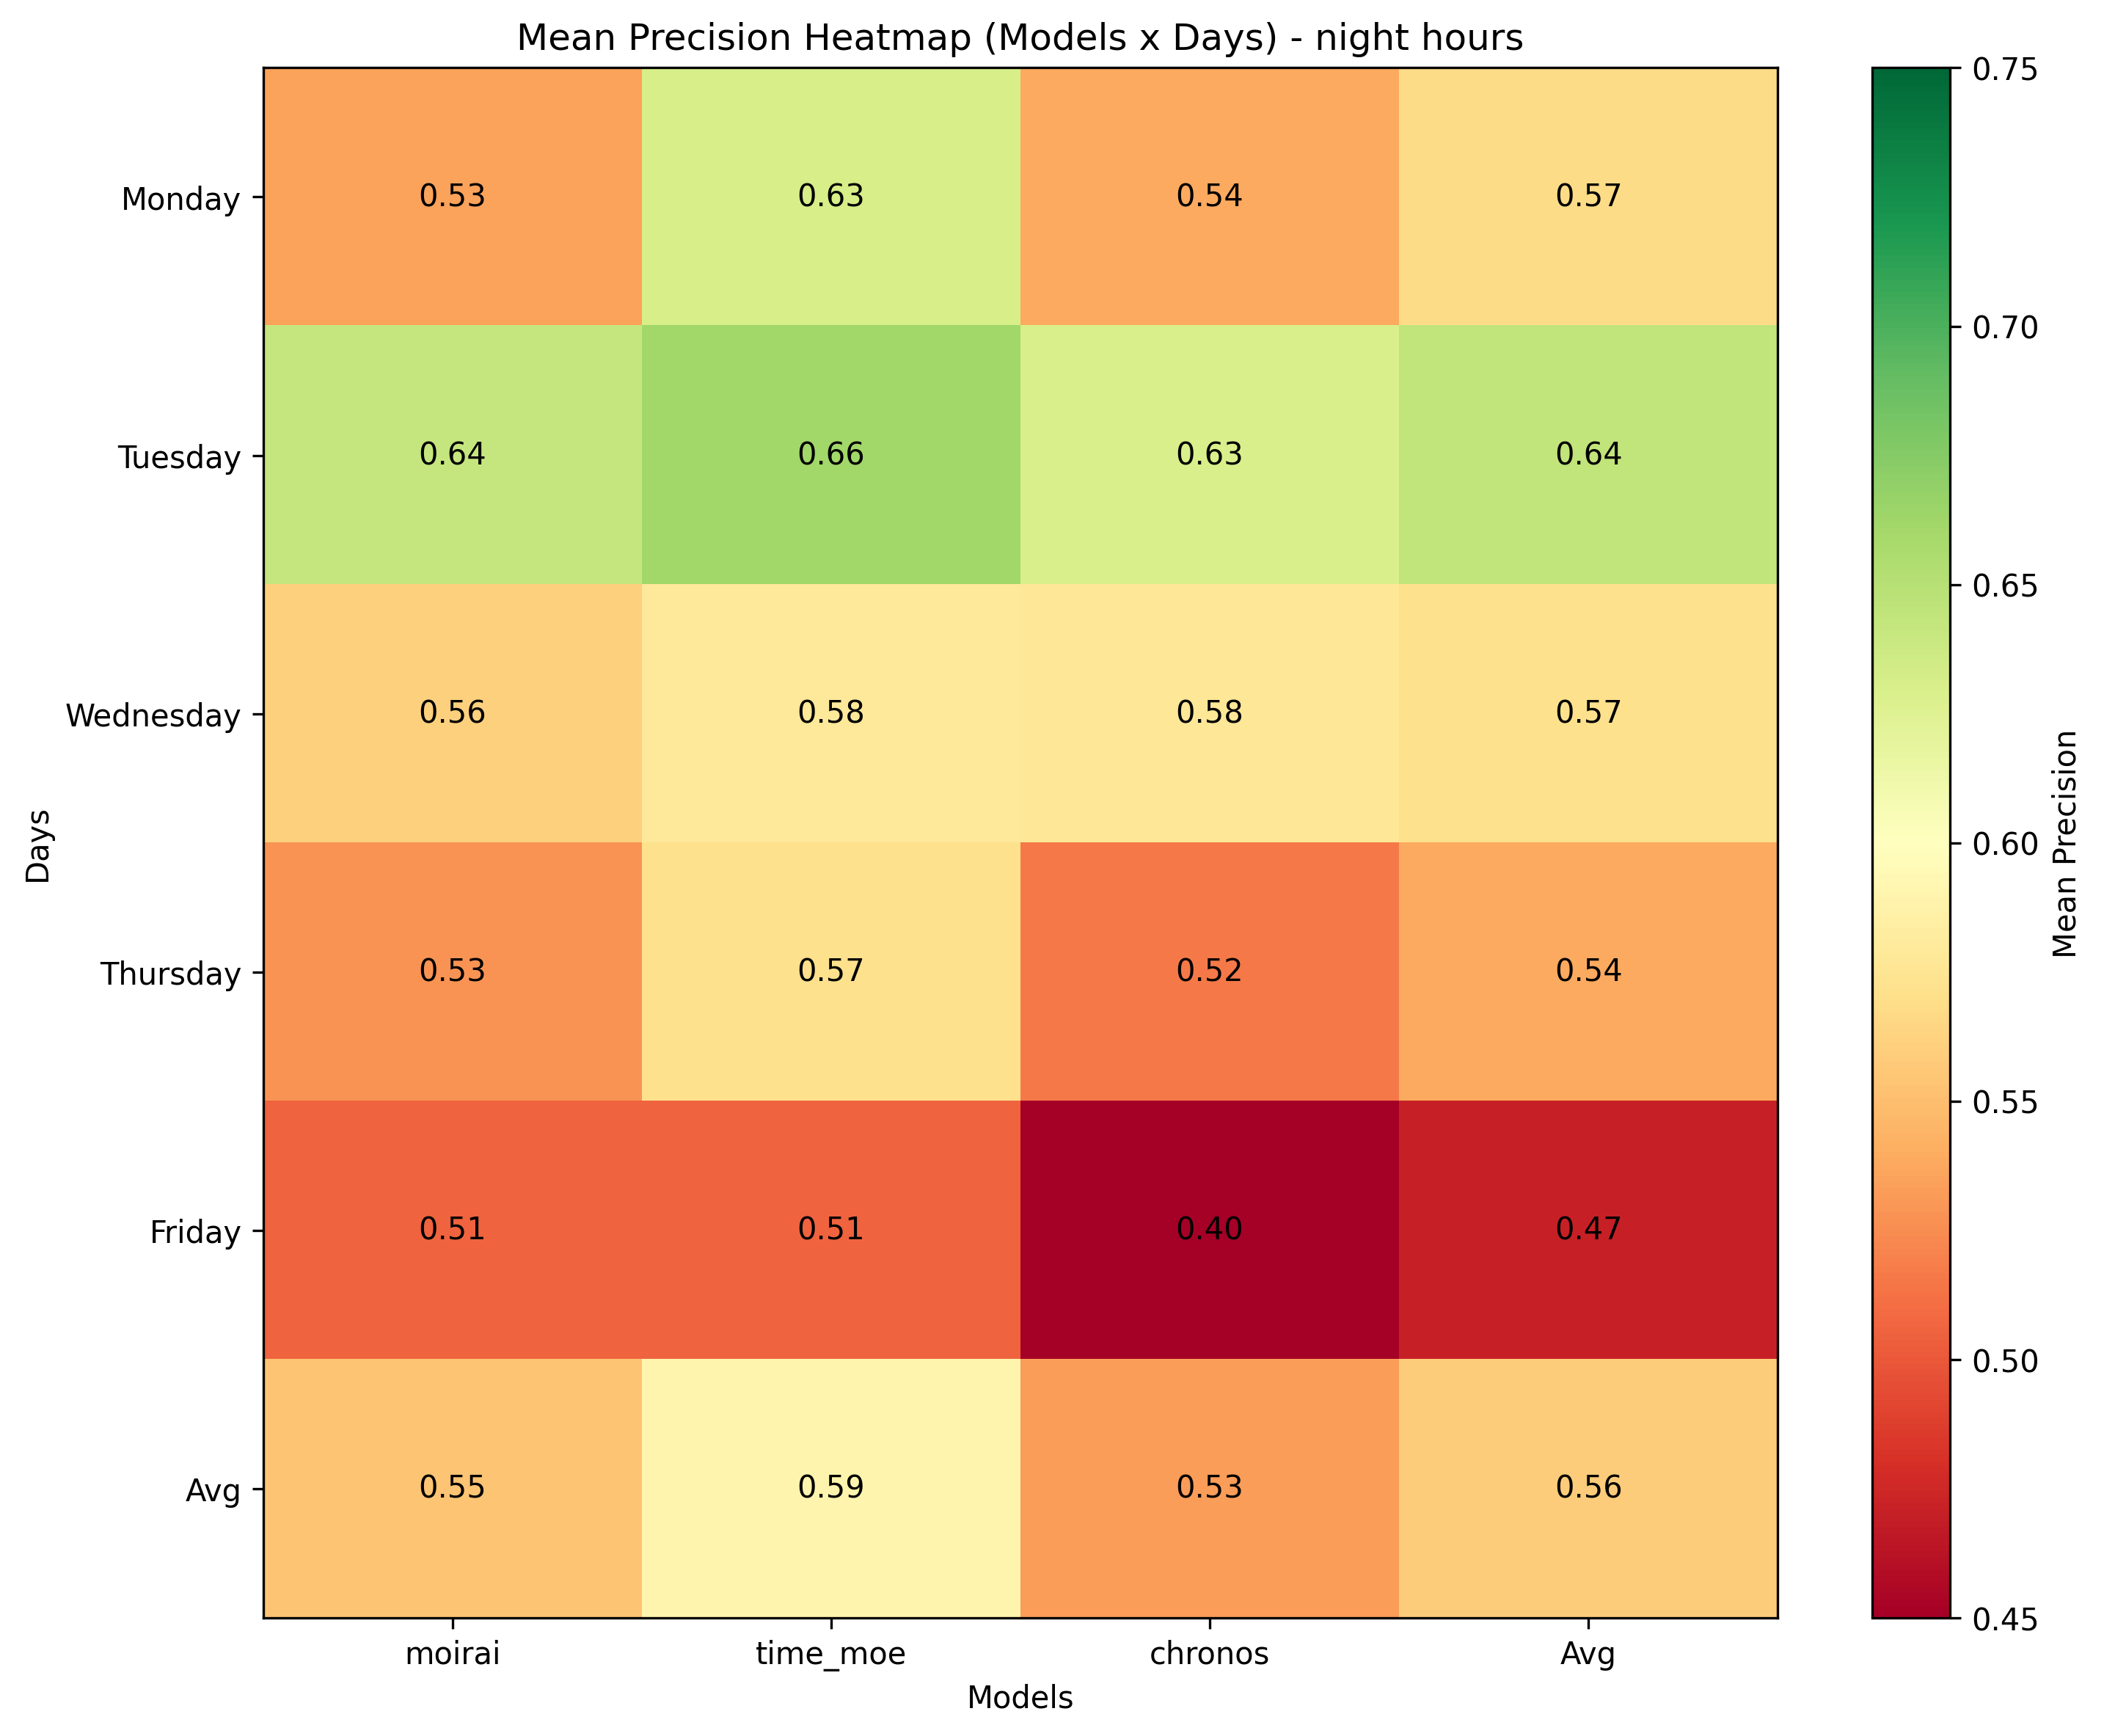 Mean Precision Heatmap (Models x Days) - night hours
Monday 0.53 0.63 0.54 0.57
Tuesday 0.64 0.66 0.63 0.64
Wednesday 0.56 0.58 0.58 0.57
Thursday 0.53 0.57 0.52 0.54
Friday 0.51 0.51 0.40 0.47
Avg 0.55 0.59 0.53 0.56
moirai time_moe chronos Avg
Models
Days
0.75
0.70
0.65
0.60
0.55
0.50
0.45
Mean Precision